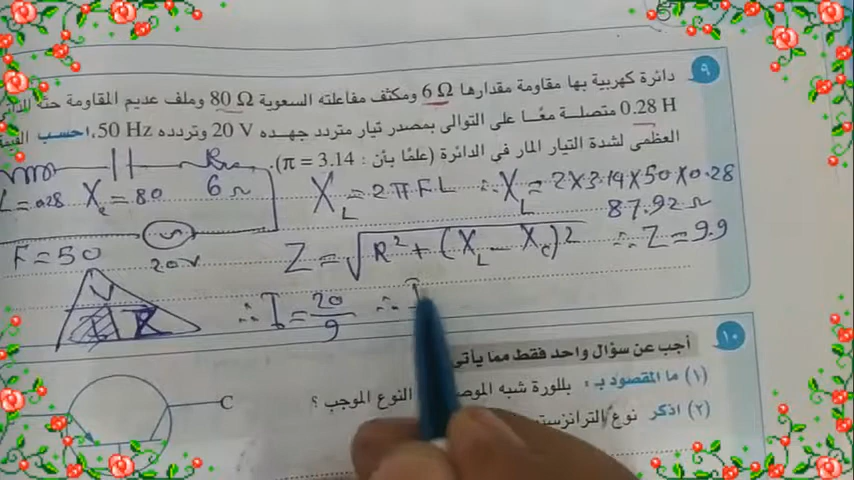 ٩
دائرة كهربية بها مقاومة مقدارها 6 Ω ومكثف مفاعلته السعوية 80 Ω وملف عديم المقاومة حثه
0.28 H متصلة معًا على التوالى بمصدر تيار متردد جهده 20 V وتردده 50 Hz، احسب
العظمى لشدة التيار المار فى الدائرة (علمًا بأن : π = 3.14).
L = 0.28 Xc = 80 R 6 Ω
XL = 2πFL ∴ XL = 2×3.14×50×0.28
87.92 Ω
F = 50 20 V
Z = √R² + (XL - Xc)2 ∴ Z = 9.9
V I R
∴ I = 20/9 ∴
١٠
أجب عن سؤال واحد فقط مما يأتى
(١) ما المقصود بـ : بللورة شبه النوع الموجب ؟
(٢) اذكر نوع
C